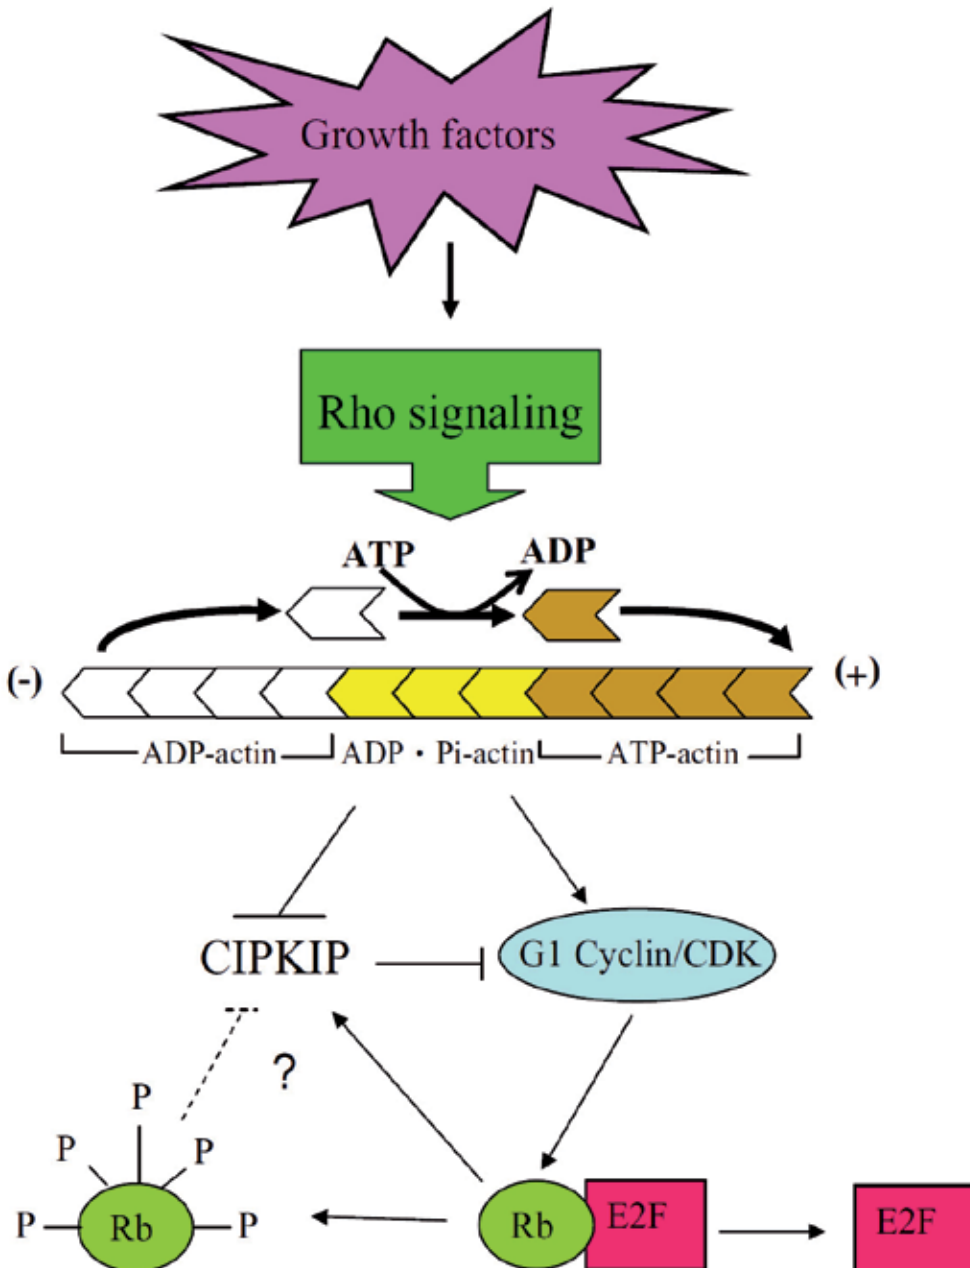 Growth factors
Rho signaling
ATP ADP
(-) (+)
ADP-actin ADP・Pi-actin ATP-actin
CIPKIP G1 Cyclin/CDK
?
P
P P
P Rb P Rb E2F E2F